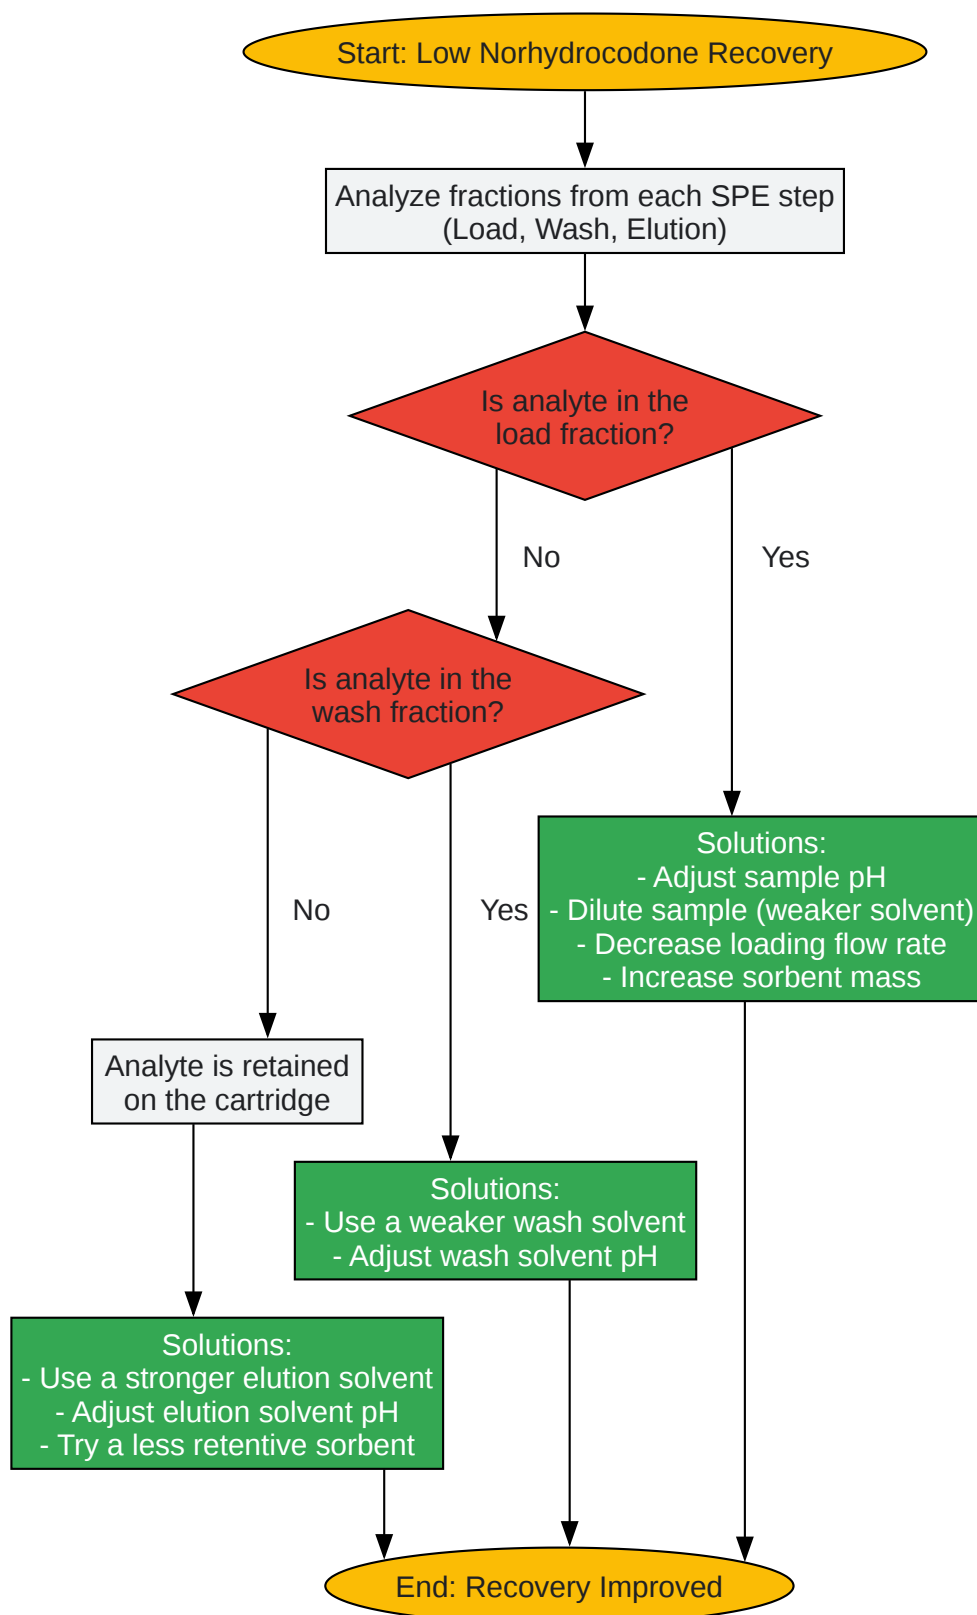 Start: Low Norhydrocodone Recovery
Analyze fractions from each SPE step
(Load, Wash, Elution)
Is analyte in the
load fraction?
No
Yes
Is analyte in the
wash fraction?
Solutions:
- Adjust sample pH
- Dilute sample (weaker solvent)
- Decrease loading flow rate
- Increase sorbent mass
No
Yes
Analyte is retained
on the cartridge
Solutions:
- Use a weaker wash solvent
- Adjust wash solvent pH
Solutions:
- Use a stronger elution solvent
- Adjust elution solvent pH
- Try a less retentive sorbent
End: Recovery Improved